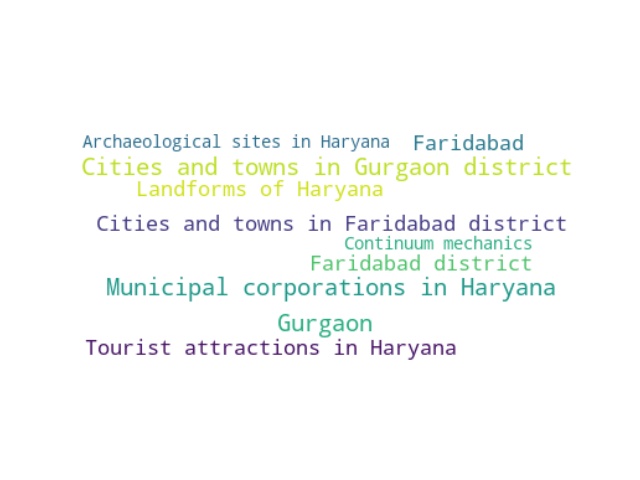 Archaeological sites in Haryana Faridabad
Cities and towns in Gurgaon district
Landforms of Haryana
Cities and towns in Faridabad district
Continuum mechanics
Faridabad district
Municipal corporations in Haryana
Gurgaon
Tourist attractions in Haryana